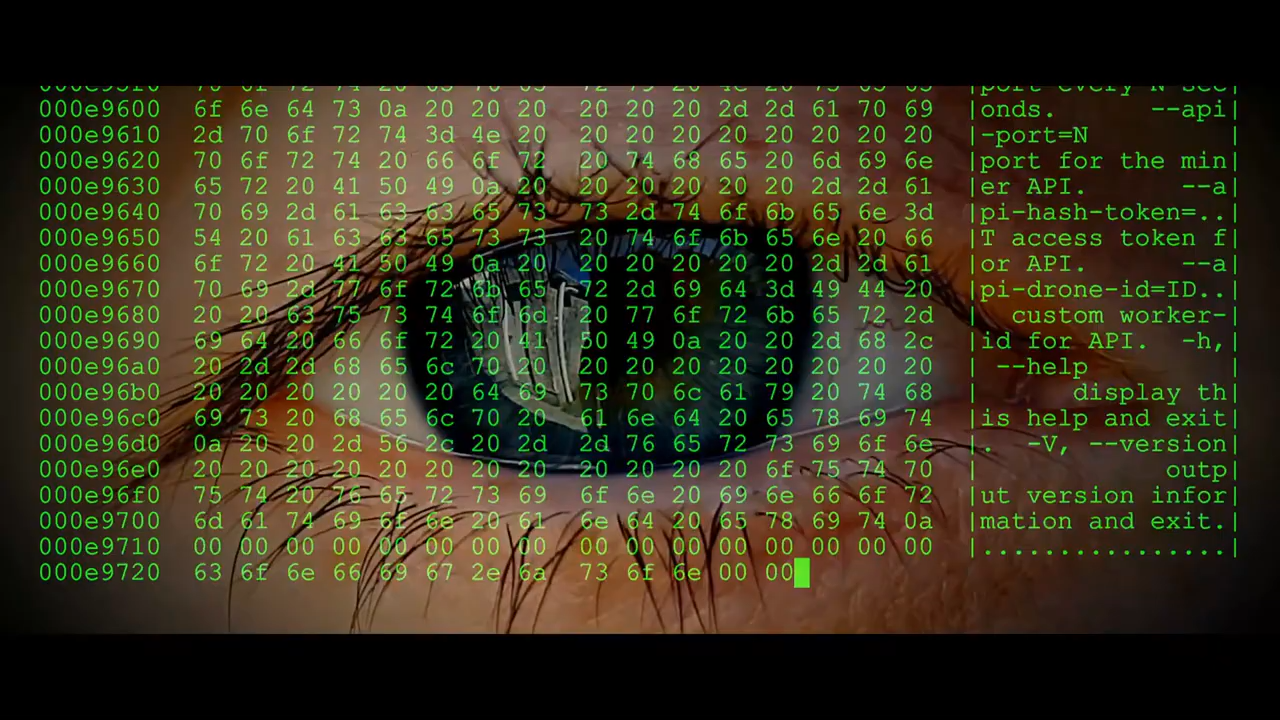 |port every N sec|
000e9600 6f 6e 64 73 0a 20 20 20 20 20 20 20 2d 2d 61 70 69 |onds. --api|
000e9610 2d 70 6f 72 74 3d 4e 20 20 20 20 20 20 20 20 20 |-port=N |
000e9620 70 6f 72 74 20 66 6f 72 20 74 68 65 20 6d 69 6e |port for the min|
000e9630 65 72 20 41 50 49 0a 20 20 20 20 20 20 2d 2d 61 |er API. --a|
000e9640 70 69 2d 61 63 63 65 73 73 2d 74 6f 6b 65 6e 3d |pi-hash-token=..|
000e9650 54 20 61 63 63 65 73 73 20 74 6f 6b 65 6e 20 66 |T access token f|
000e9660 6f 72 20 41 50 49 0a 20 20 20 20 20 20 2d 2d 61 |or API. --a|
000e9670 70 69 2d 77 6f 72 6b 65 72 2d 69 64 3d 49 44 20 |pi-drone-id=ID..|
000e9680 20 20 63 75 73 74 6f 6d 20 77 6f 72 6b 65 72 2d | custom worker-|
000e9690 69 64 20 66 6f 72 20 41 50 49 0a 20 20 2d 68 2c |id for API. -h,|
000e96a0 20 2d 2d 68 65 6c 70 20 20 20 20 20 20 20 20 20 | --help |
000e96b0 20 20 20 20 20 20 64 69 73 70 6c 61 79 20 74 68 | display th|
000e96c0 69 73 20 68 65 6c 70 20 61 6e 64 20 65 78 69 74 |is help and exit|
000e96d0 0a 20 20 2d 56 2c 20 2d 2d 76 65 72 73 69 6f 6e |. -V, --version|
000e96e0 20 20 20 20 20 20 20 20 20 20 20 20 6f 75 74 70 | outp|
000e96f0 75 74 20 76 65 72 73 69 6f 6e 20 69 6e 66 6f 72 |ut version infor|
000e9700 6d 61 74 69 6f 6e 20 61 6e 64 20 65 78 69 74 0a |mation and exit.|
000e9710 00 00 00 00 00 00 00 00 00 00 00 00 00 00 00 00 |................|
000e9720 63 6f 6e 66 69 67 2e 6a 73 6f 6e 00 00